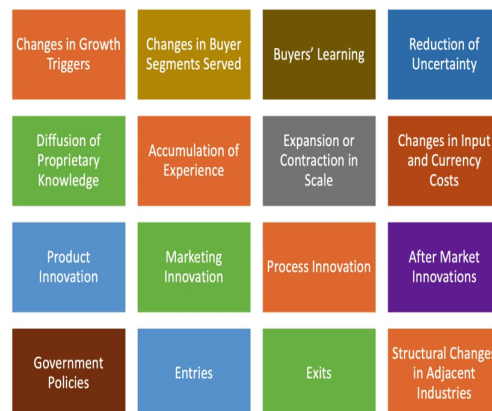 Changes in Growth
Triggers
Changes in Buyer
Segments Served
Buyers’ Learning
Reduction of
Uncertainty
Diffusion of
Proprietary
Knowledge
Accumulation of
Experience
Expansion or
Contraction in
Scale
Changes in Input
and Currency
Costs
Product
Innovation
Marketing
Innovation
Process Innovation
After Market
Innovations
Government
Policies
Entries
Exits
Structural Changes
in Adjacent
Industries